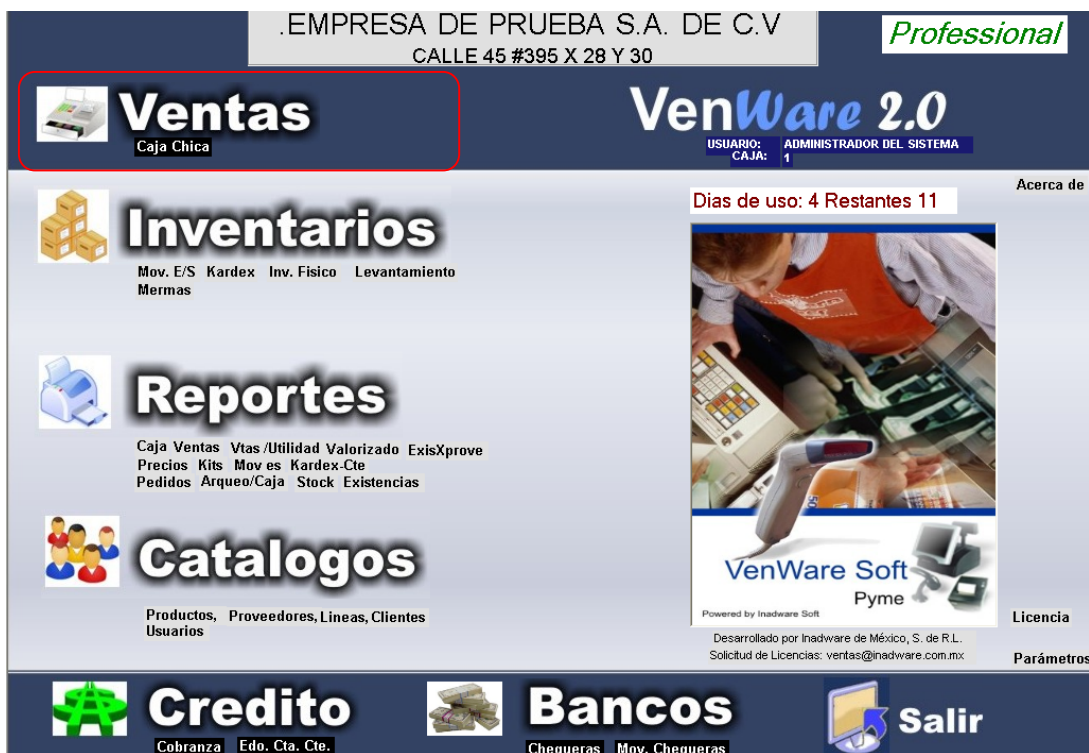 .EMPRESA DE PRUEBA S.A. DE C.V
CALLE 45 #395 X 28 Y 30
Professional
Ventas
Caja Chica
VenWare 2.0
USUARIO: ADMINISTRADOR DEL SISTEMA
CAJA: 1
Acerca de
Dias de uso: 4 Restantes 11
Inventarios
Mov. E/S Kardex Inv. Fisico Levantamiento
Mermas
Reportes
Caja Ventas Vtas /Utilidad Valorizado ExisXprove
Precios Kits Mov es Kardex-Cte
Pedidos Arqueo/Caja Stock Existencias
Catalogos
Productos, Proveedores, Lineas, Clientes
Usuarios
VenWare Soft
Pyme
Powered by Inadware Soft
Licencia
Desarrollado por Inadware de México, S. de R.L.
Solicitud de Licencias: ventas@inadware.com.mx
Parámetros
Credito
Cobranza Edo. Cta. Cte.
Bancos
Chequeras Mov. Chequeras
Salir